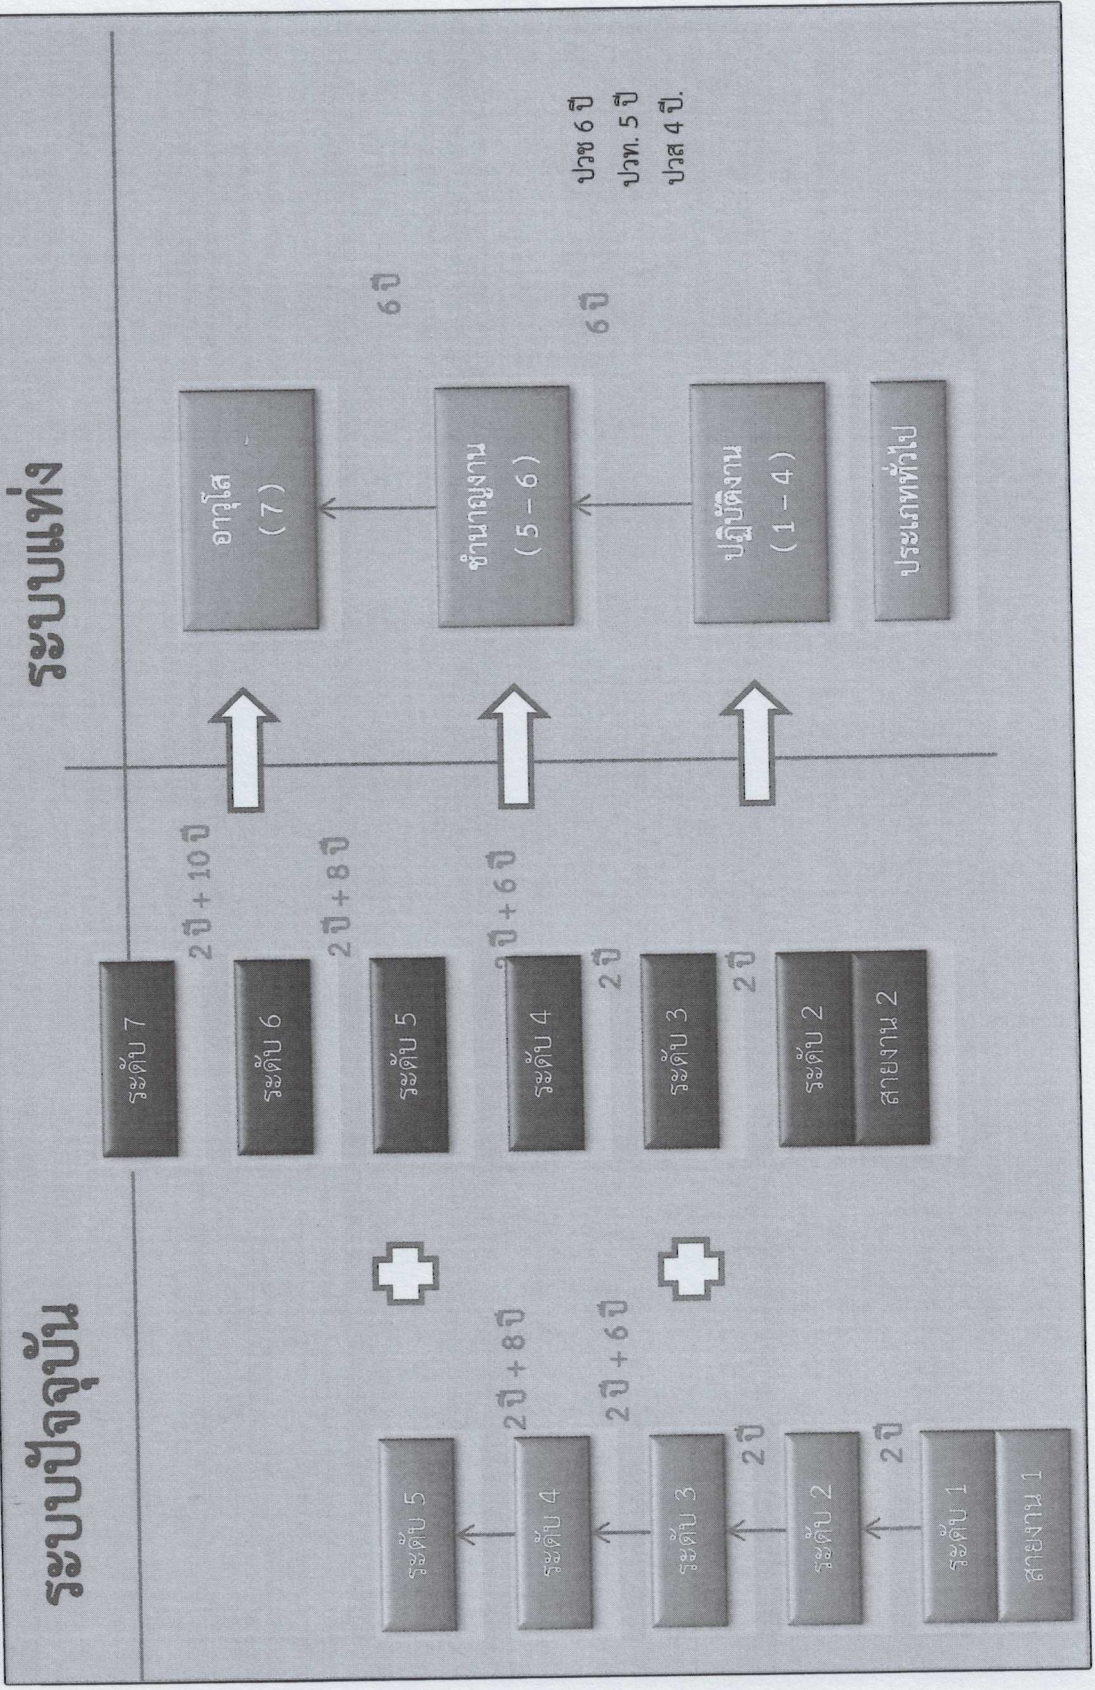 ระบบปัจจุบัน
ระบบแท่ง
ระดับ 5
2 ปี + 8 ปี
ระดับ 4
2 ปี + 6 ปี
ระดับ 3
2 ปี
ระดับ 2
2 ปี
ระดับ 1
สายงาน 1
ระดับ 7
2 ปี + 10 ปี
ระดับ 6
2 ปี + 8 ปี
ระดับ 5
2 ปี + 6 ปี
ระดับ 4
2 ปี
ระดับ 3
2 ปี
ระดับ 2
สายงาน 2
อาวุโส
( 7 )
6 ปี
ชำนาญงาน
( 5 – 6 )
6 ปี
ปฏิบัติงาน
( 1 – 4 )
ประเภททั่วไป
ปวช 6 ปี
ปวท. 5 ปี
ปวส 4 ปี.